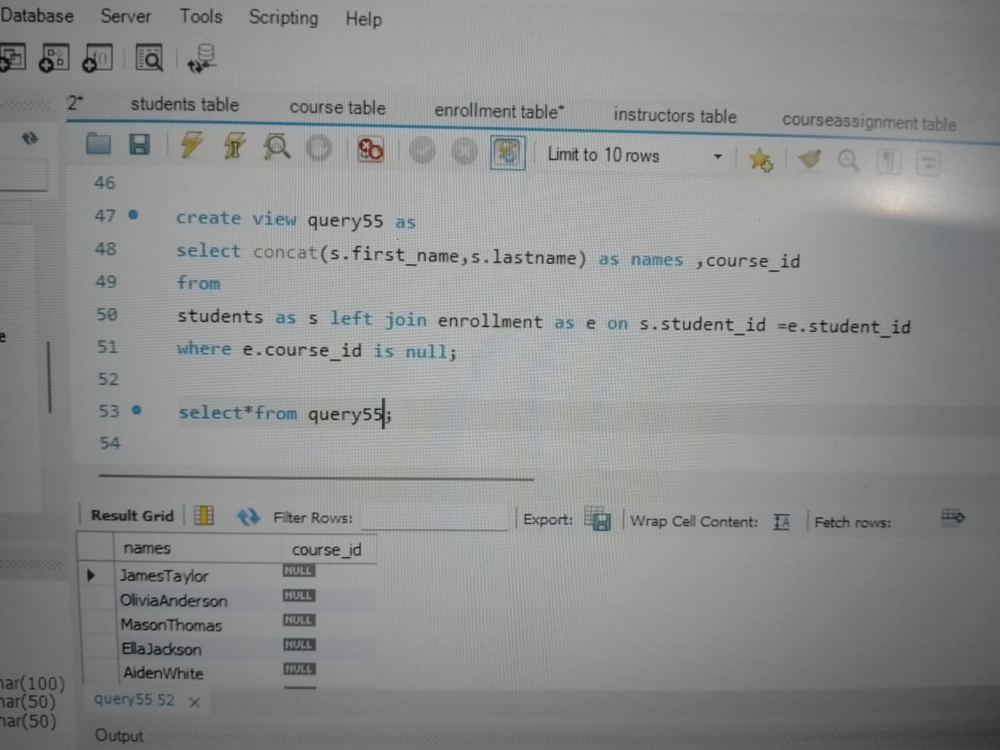 Database Server Tools Scripting Help
2* students table course table enrollment table* instructors table courseassignment table
Limit to 10 rows
46
47 create view query55 as
48 select concat(s.first_name,s.lastname) as names ,course_id
49 from
50 students as s left join enrollment as e on s.student_id =e.student_id
51 where e.course_id is null;
52
53 select*from query55;
54
Result Grid Filter Rows: Export: Wrap Cell Content: Fetch rows:
names course_id
JamesTaylor NULL
OliviaAnderson NULL
MasonThomas NULL
EllaJackson NULL
AidenWhite NULL
har(100)
har(50)
query55 52
har(50)
Output